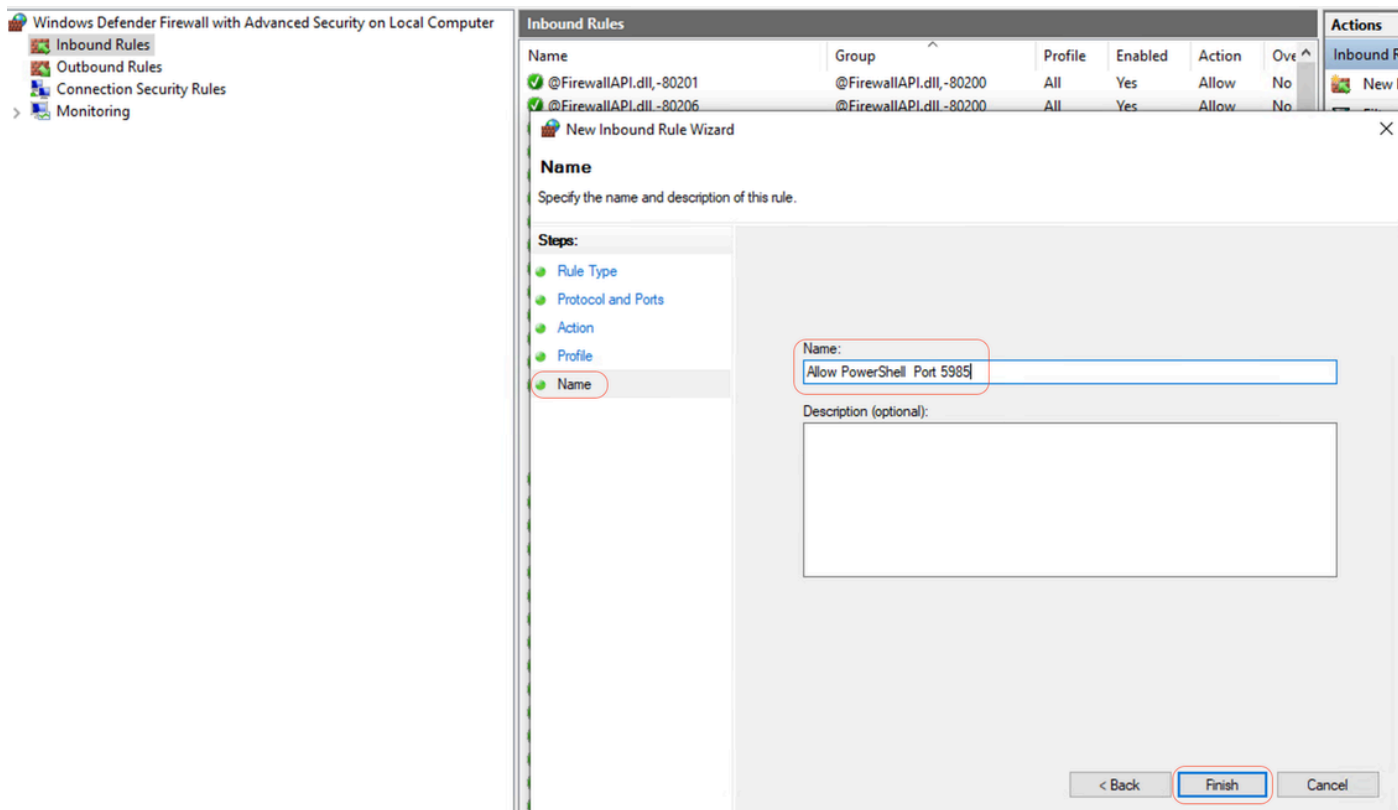 Windows Defender Firewall with Advanced Security on Local Computer
Inbound Rules
Outbound Rules
Connection Security Rules
Monitoring
Inbound Rules
Name Group Profile Enabled Action Ove
@FirewallAPI.dll,-80201 @FirewallAPI.dll,-80200 All Yes Allow No
@FirewallAPI.dll,-80206 @FirewallAPI.dll,-80200 All Yes Allow No
Actions
Inbound R
New
New Inbound Rule Wizard
Name
Specify the name and description of this rule.
Steps:
Rule Type
Protocol and Ports
Action
Profile
Name
Name:
Allow PowerShell  Port 5985
Description (optional):
< Back Finish Cancel